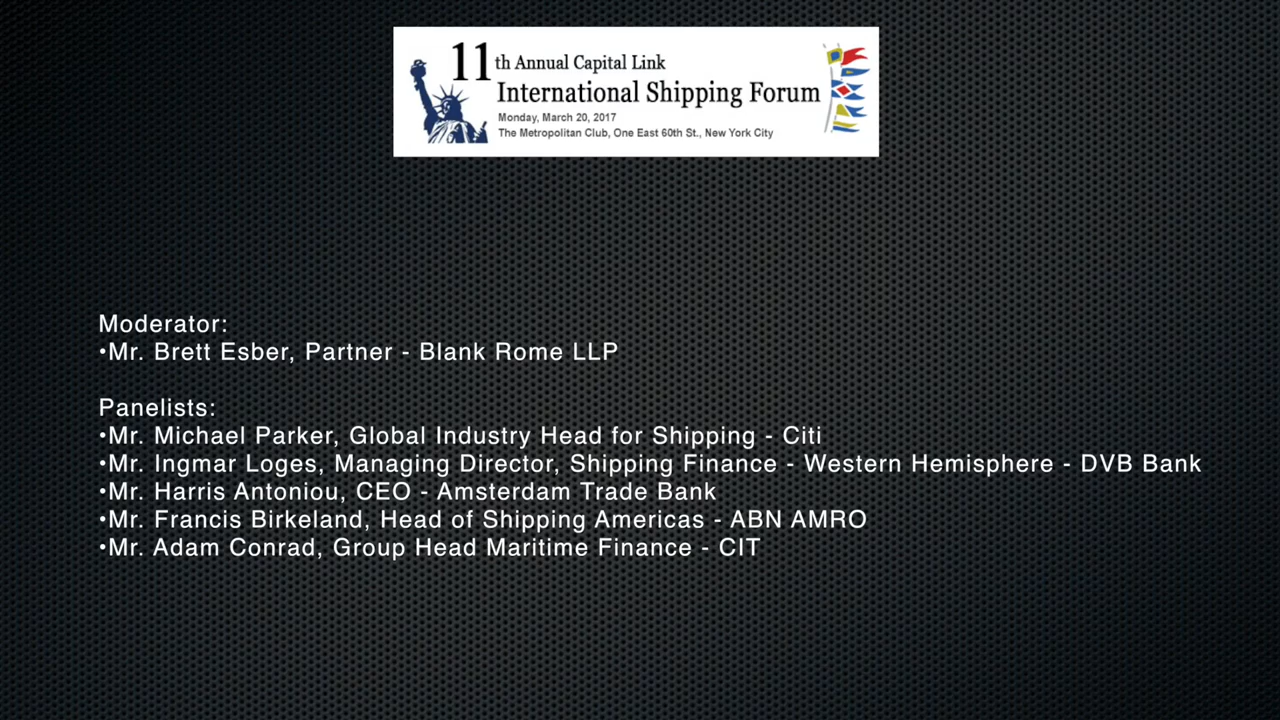 11th Annual Capital Link
International Shipping Forum
Monday, March 20, 2017
The Metropolitan Club, One East 60th St., New York City
Moderator:
•Mr. Brett Esber, Partner - Blank Rome LLP
Panelists:
•Mr. Michael Parker, Global Industry Head for Shipping - Citi
•Mr. Ingmar Loges, Managing Director, Shipping Finance - Western Hemisphere - DVB Bank
•Mr. Harris Antoniou, CEO - Amsterdam Trade Bank
•Mr. Francis Birkeland, Head of Shipping Americas - ABN AMRO
•Mr. Adam Conrad, Group Head Maritime Finance - CIT